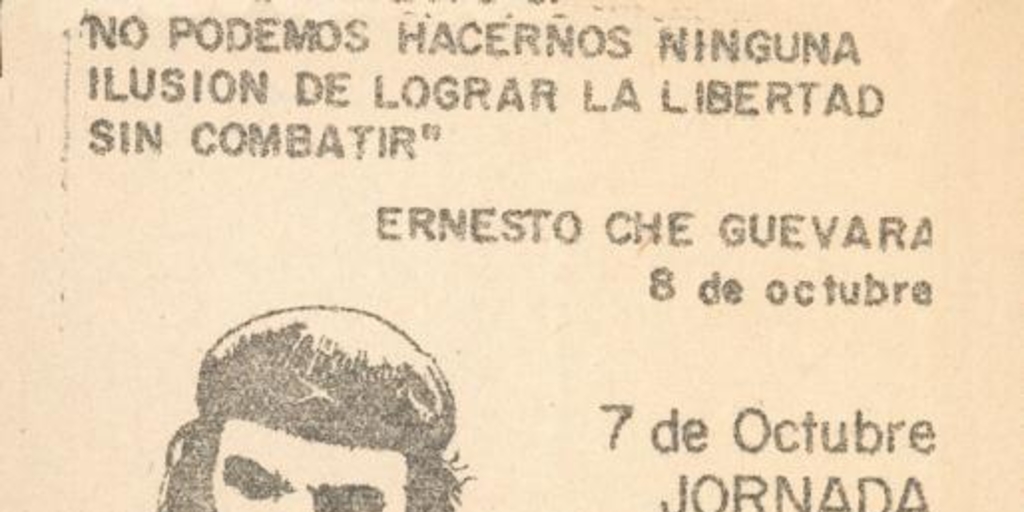 "NO PODEMOS HACERNOS NINGUNA
ILUSION DE LOGRAR LA LIBERTAD
SIN COMBATIR"
ERNESTO CHE GUEVARA
8 de octubre
7 de Octubre
JORNADA